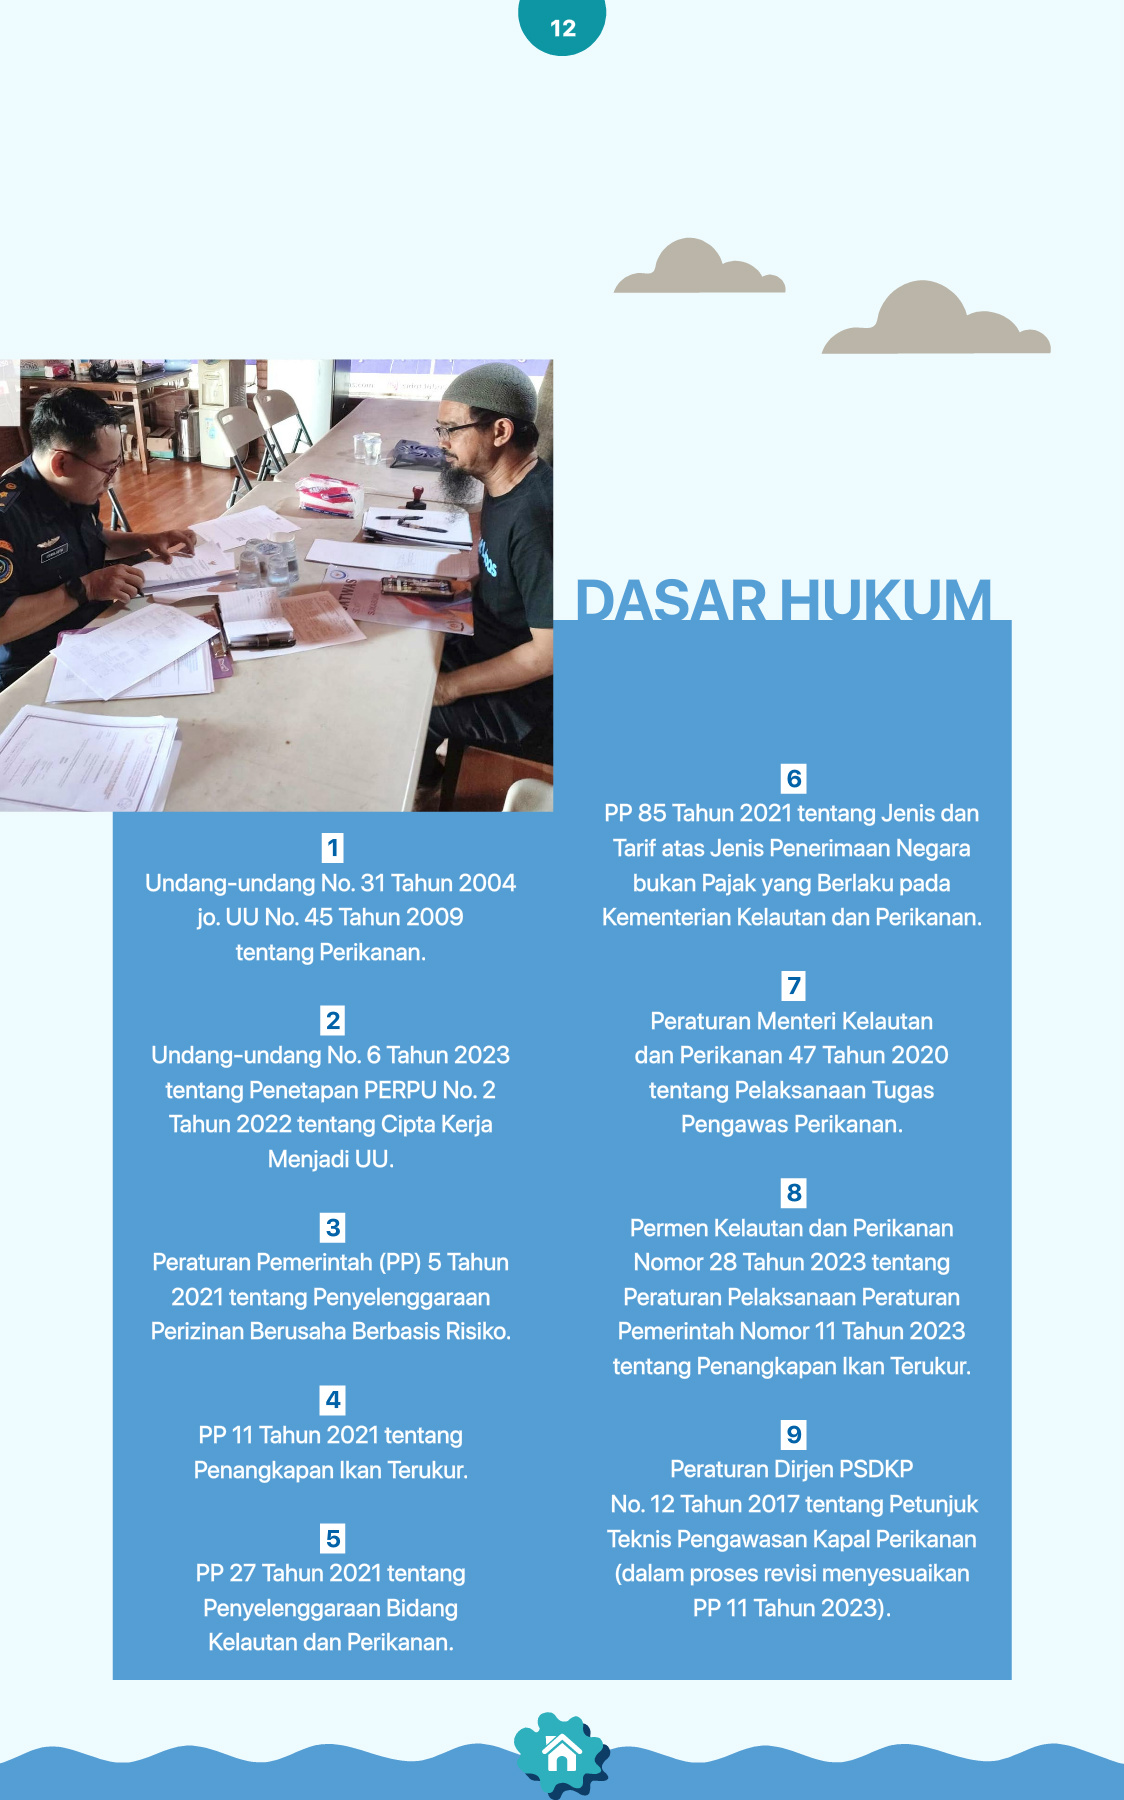 12
DASAR HUKUM
1
Undang-undang No. 31 Tahun 2004
jo. UU No. 45 Tahun 2009
tentang Perikanan.
2
Undang-undang No. 6 Tahun 2023
tentang Penetapan PERPU No. 2
Tahun 2022 tentang Cipta Kerja
Menjadi UU.
3
Peraturan Pemerintah (PP) 5 Tahun
2021 tentang Penyelenggaraan
Perizinan Berusaha Berbasis Risiko.
4
PP 11 Tahun 2021 tentang
Penangkapan Ikan Terukur.
5
PP 27 Tahun 2021 tentang
Penyelenggaraan Bidang
Kelautan dan Perikanan.
6
PP 85 Tahun 2021 tentang Jenis dan
Tarif atas Jenis Penerimaan Negara
bukan Pajak yang Berlaku pada
Kementerian Kelautan dan Perikanan.
7
Peraturan Menteri Kelautan
dan Perikanan 47 Tahun 2020
tentang Pelaksanaan Tugas
Pengawas Perikanan.
8
Permen Kelautan dan Perikanan
Nomor 28 Tahun 2023 tentang
Peraturan Pelaksanaan Peraturan
Pemerintah Nomor 11 Tahun 2023
tentang Penangkapan Ikan Terukur.
9
Peraturan Dirjen PSDKP
No. 12 Tahun 2017 tentang Petunjuk
Teknis Pengawasan Kapal Perikanan
(dalam proses revisi menyesuaikan
PP 11 Tahun 2023).